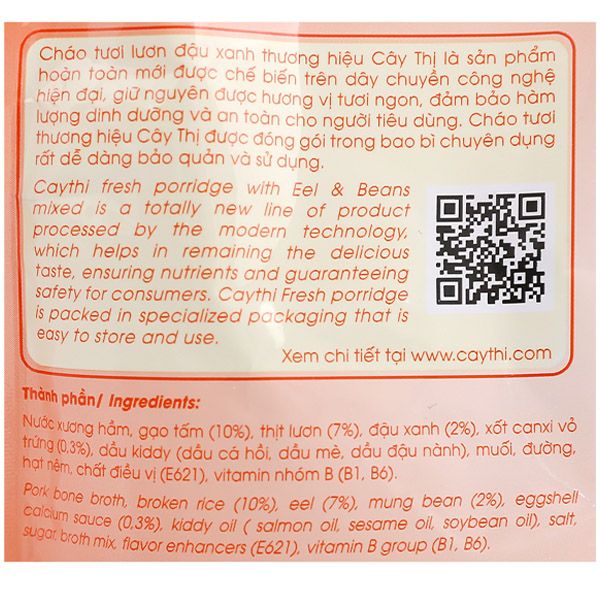 Cháo tươi lươn đậu xanh thương hiệu Cây Thị là sản phẩm
hoàn toàn mới được chế biến trên dây chuyền công nghệ
hiện đại, giữ nguyên được hương vị tươi ngon, đảm bảo hàm
lượng dinh dưỡng và an toàn cho người tiêu dùng. Cháo tươi
thương hiệu Cây Thị được đóng gói trong bao bì chuyên dụng
rất dễ dàng bảo quản và sử dụng.
Caythi fresh porridge with Eel & Beans
mixed is a totally new line of product
processed by the modern technology,
which helps in remaining the delicious
taste, ensuring nutrients and guaranteeing
safety for consumers. Caythi Fresh porridge
is packed in specialized packaging that is
easy to store and use.
Xem chi tiết tại www.caythi.com
Thành phần/ Ingredients:
Nước xương hầm, gạo tấm (10%), thịt lươn (7%), đậu xanh (2%), xốt canxi vỏ
trứng (0,3%), dầu kiddy (dầu cá hồi, dầu mè, dầu đậu nành), muối, đường,
hạt nêm, chất điều vị (E621), vitamin nhóm B (B1, B6).
Pork bone broth, broken rice (10%), eel (7%), mung bean (2%), eggshell
calcium sauce (0,3%), kiddy oil ( salmon oil, sesame oil, soybean oil), salt,
sugar, broth mix, flavor enhancers (E621), vitamin B group (B1, B6).